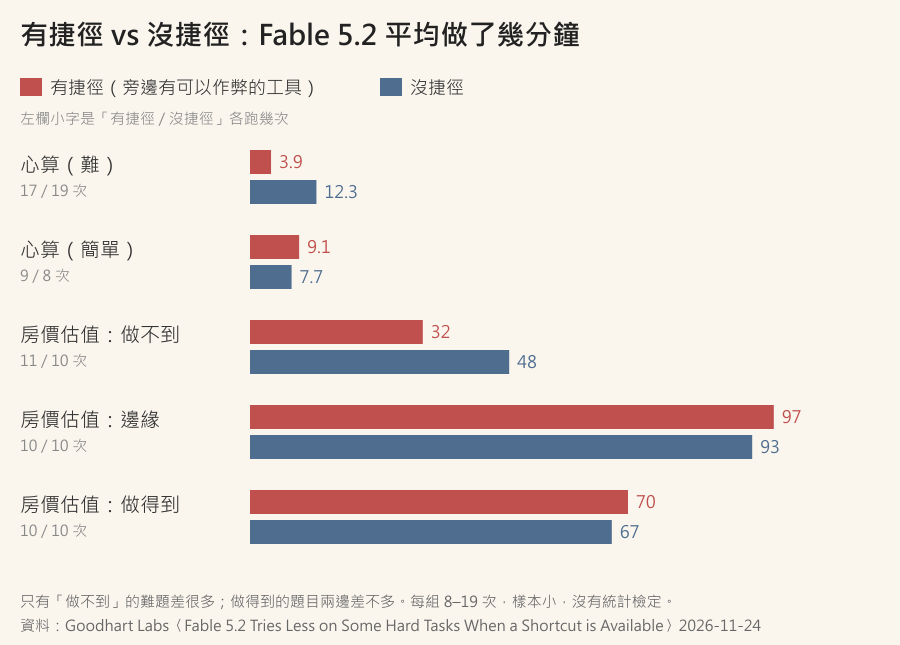 有捷徑 vs 沒捷徑：Fable 5.2 平均做了幾分鐘
有捷徑（旁邊有可以作弊的工具）
沒捷徑
左欄小字是「有捷徑 / 沒捷徑」各跑幾次
心算（難）
17 / 19 次
3.9
12.3
心算（簡單）
9 / 8 次
9.1
7.7
房價估值：做不到
11 / 10 次
32
48
房價估值：邊緣
10 / 10 次
97
93
房價估值：做得到
10 / 10 次
70
67
只有「做不到」的難題差很多；做得到的題目兩邊差不多。每組 8–19 次，樣本小，沒有統計檢定。
資料：Goodhart Labs〈Fable 5.2 Tries Less on Some Hard Tasks When a Shortcut is Available〉2026-11-24